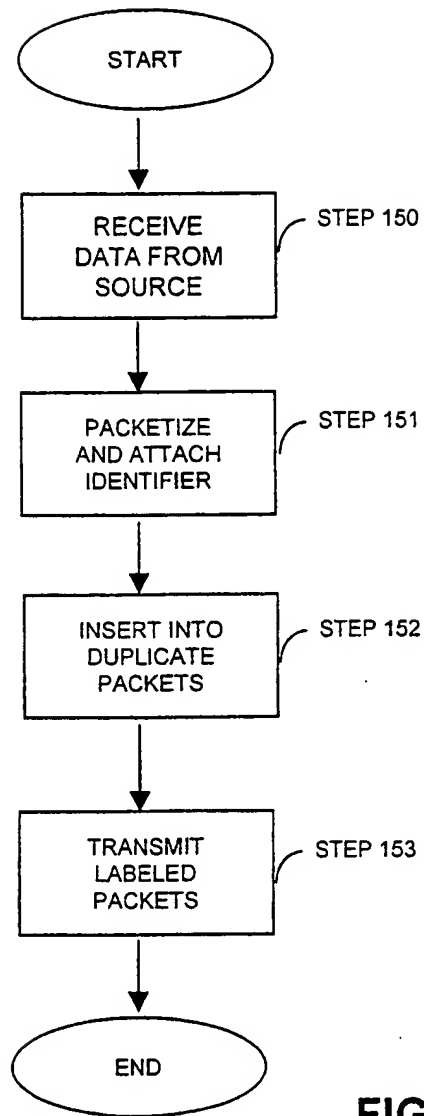 START
RECEIVE
DATA FROM
SOURCE
STEP 150
PACKETIZE
AND ATTACH
IDENTIFIER
STEP 151
INSERT INTO
DUPLICATE
PACKETS
STEP 152
TRANSMIT
LABELED
PACKETS
STEP 153
END
FIG